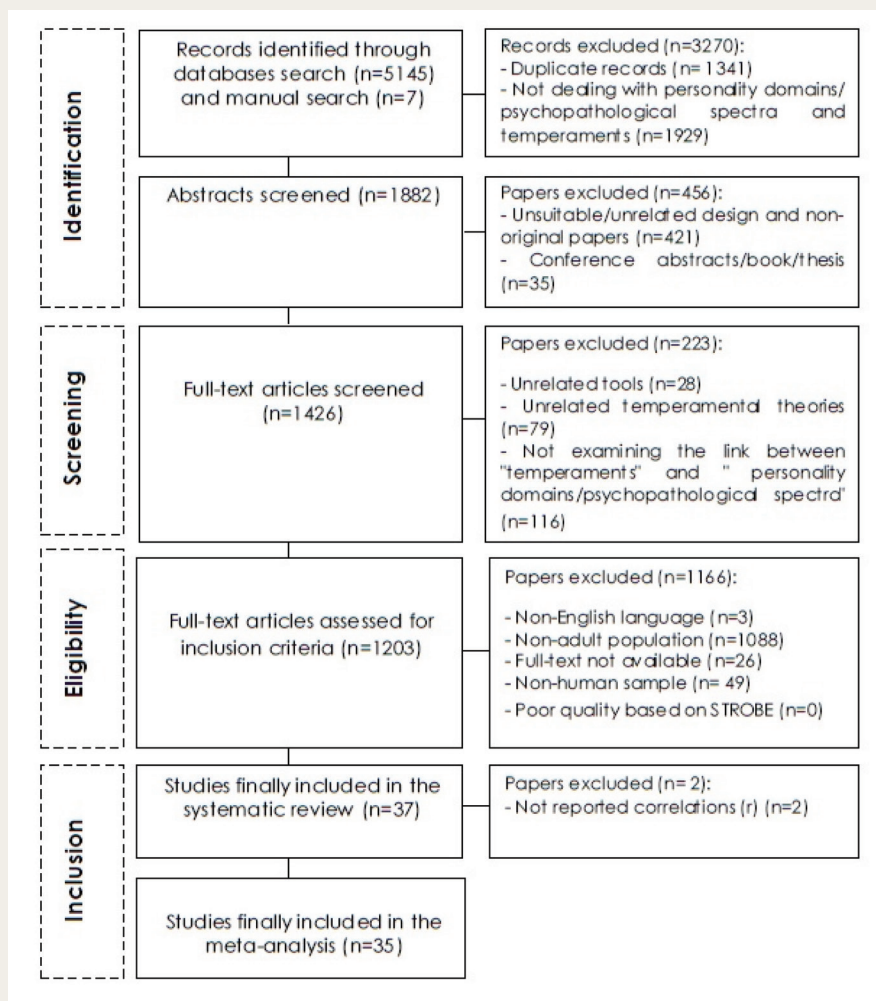 Identification
Records identified through
databases search (n=5145)
and manual search (n=7)
Records excluded (n=3270):
- Duplicate records (n= 1341)
- Not dealing with personality domains/
psychopathological spectra and
temperaments (n=1929)
Abstracts screened (n=1882)
Papers excluded (n=456):
- Unsuitable/unrelated design and non-
original papers (n=421)
- Conference abstracts/book/thesis
(n=35)
Screening
Full-text articles screened
(n=1426)
Papers excluded (n=223):
- Unrelated tools (n=28)
- Unrelated temperamental theories
(n=79)
- Not examining the link between
"temperaments" and " personality
domains/psychopathological spectra"
(n=116)
Eligibility
Full-text articles assessed for
inclusion criteria (n=1203)
Papers excluded (n=1166):
- Non-English language (n=3)
- Non-adult population (n=1088)
- Full-text not available (n=26)
- Non-human sample (n= 49)
- Poor quality based on STROBE (n=0)
Inclusion
Studies finally included in the
systematic review (n=37)
Papers excluded (n= 2):
- Not reported correlations (r) (n=2)
Studies finally included in the
meta-analysis (n=35)